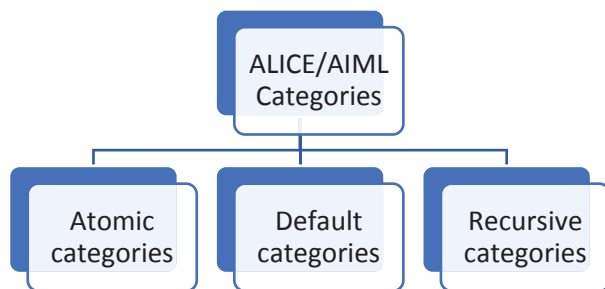 ALICE/AIML
Categories
Atomic
categories
Default
categories
Recursive
categories